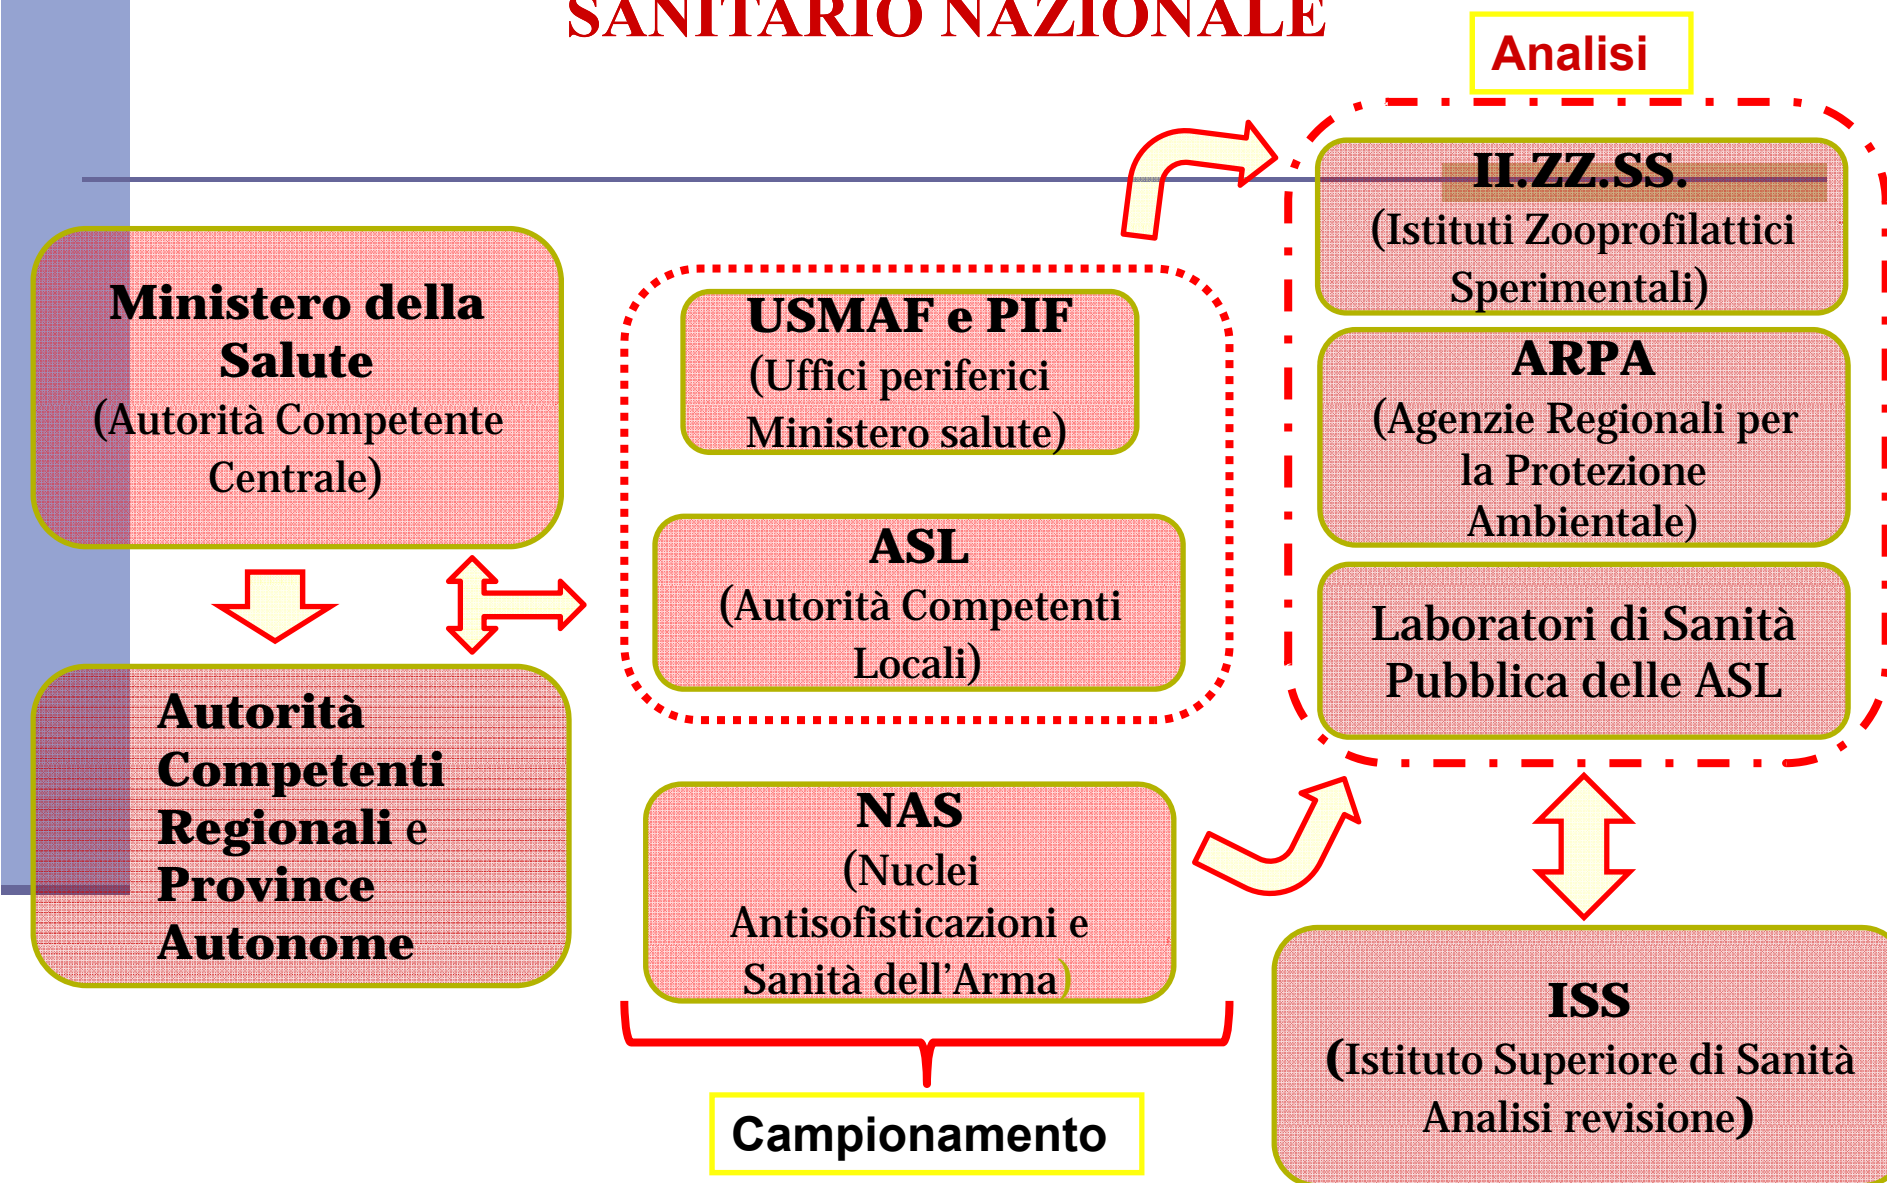 SANITARIO NAZIONALE
Analisi
Ministero della
Salute
(Autorità Competente
Centrale)
Autorità
Competenti
Regionali e
Province
Autonome
USMAF e PIF
(Uffici periferici
Ministero salute)
ASL
(Autorità Competenti
Locali)
NAS
(Nuclei
Antisofisticazioni e
Sanità dell'Arma)
Campionamento
II.ZZ.SS.
(Istituti Zooprofilattici
Sperimentali)
ARPA
(Agenzie Regionali per
la Protezione
Ambientale)
Laboratori di Sanità
Pubblica delle ASL
ISS
(Istituto Superiore di Sanità
Analisi revisione)